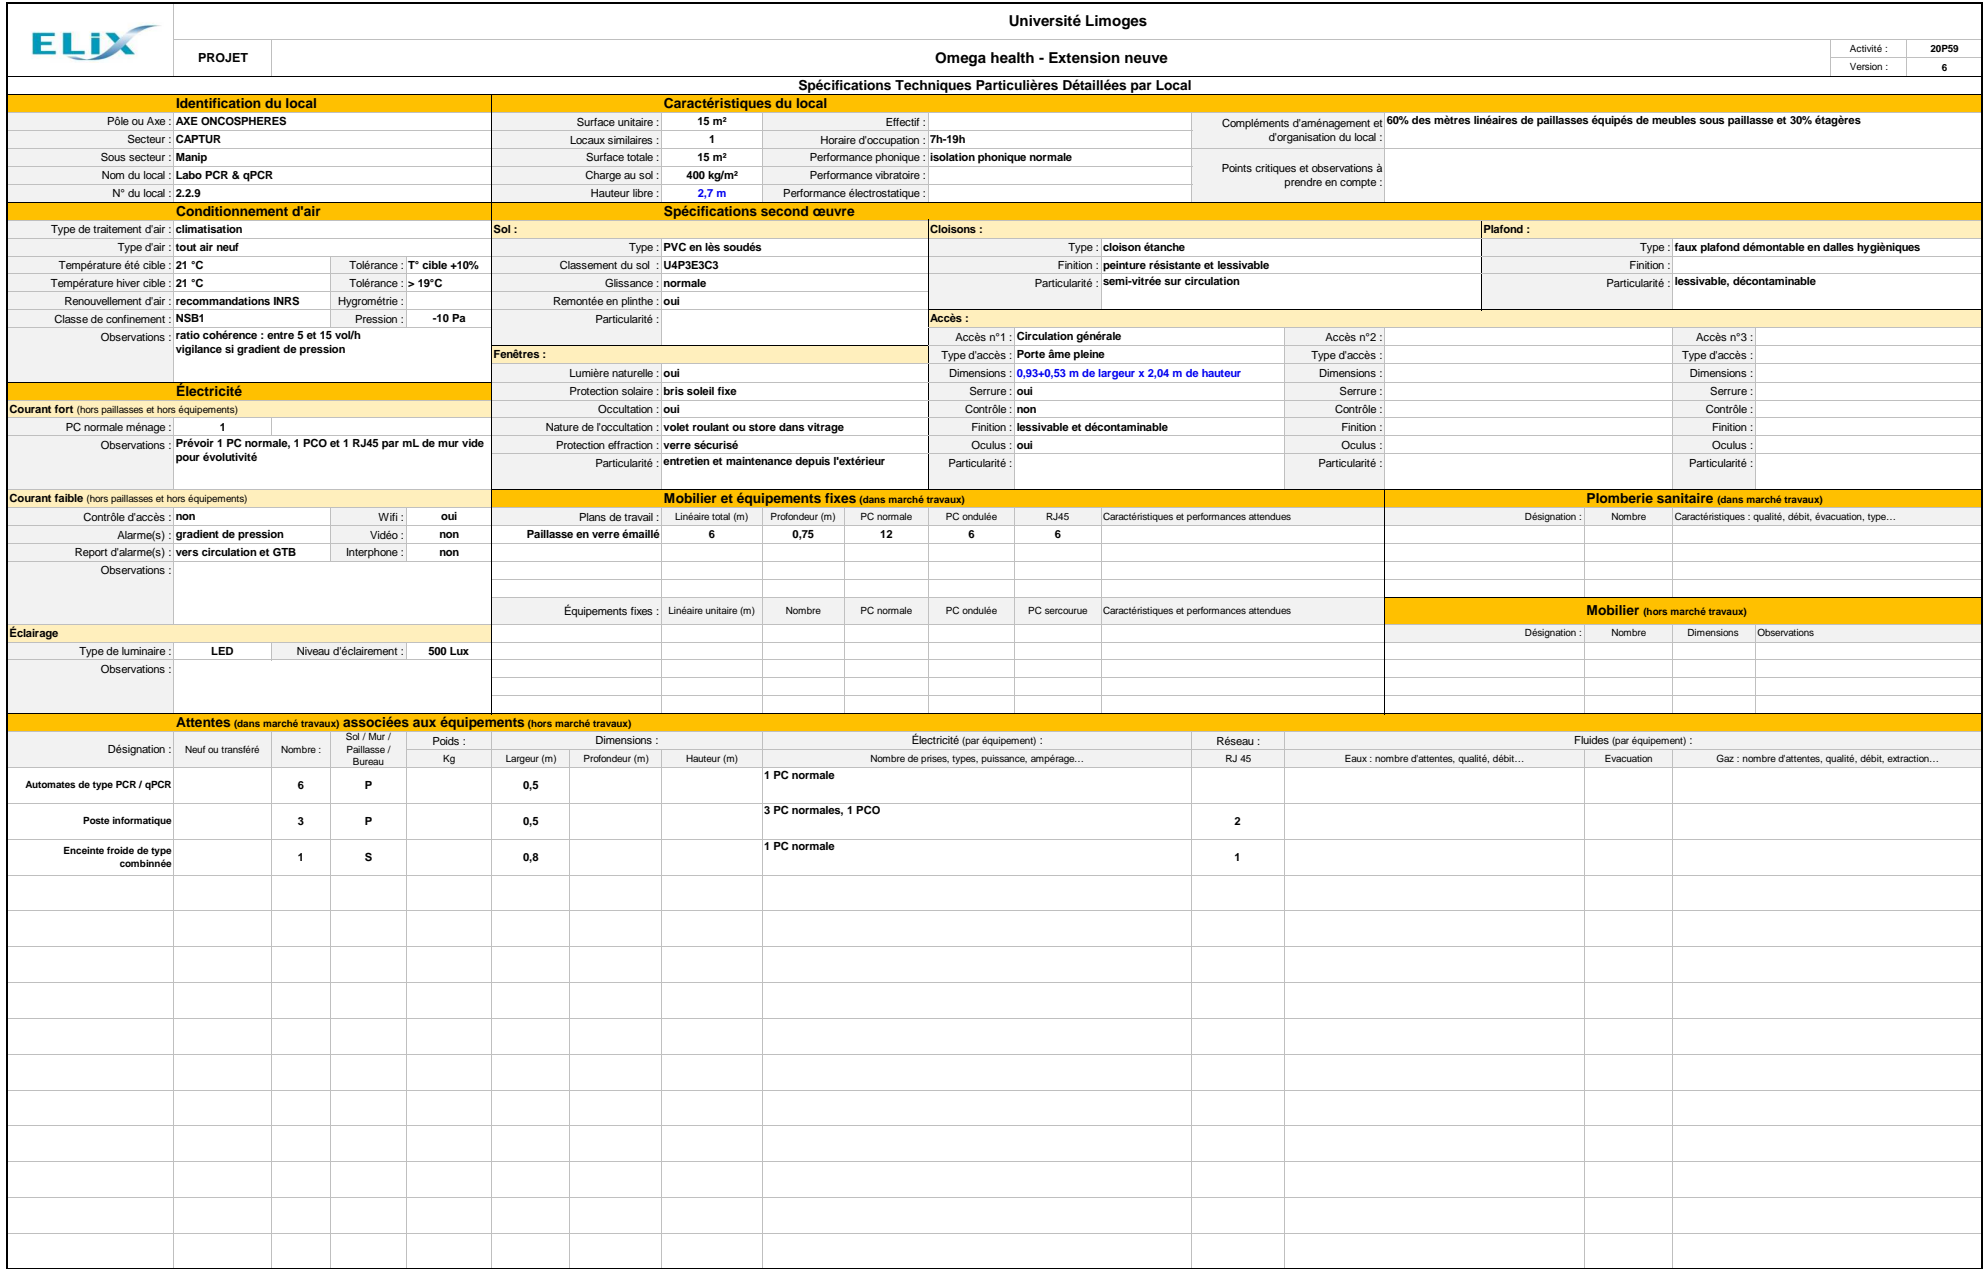 ELiX
Université Limoges
PROJET
Omega health - Extension neuve
Activité : 20P59
Version : 6
Spécifications Techniques Particulières Détaillées par Local
Identification du local
Pôle ou Axe : AXE ONCOSPHERES
Secteur : CAPTUR
Sous secteur : Manip
Nom du local : Labo PCR & qPCR
N° du local : 2.2.9
Caractéristiques du local
Surface unitaire : 15 m² Effectif :
Locaux similaires : 1 Horaire d'occupation : 7h-19h
Surface totale : 15 m² Performance phonique : isolation phonique normale
Charge au sol : 400 kg/m² Performance vibratoire :
Hauteur libre : 2,7 m Performance électrostatique :
Compléments d'aménagement et d'organisation du local : 60% des mètres linéaires de paillasses équipés de meubles sous paillasse et 30% étagères
Points critiques et observations à prendre en compte :
Conditionnement d'air
Type de traitement d'air : climatisation
Type d'air : tout air neuf
Température été cible : 21 °C Tolérance : T° cible +10%
Température hiver cible : 21 °C Tolérance : > 19°C
Renouvellement d'air : recommandations INRS Hygrométrie :
Classe de confinement : NSB1 Pression : -10 Pa
Observations : ratio cohérence : entre 5 et 15 vol/h
vigilance si gradient de pression
Spécifications second œuvre
Sol :
Type : PVC en lès soudés
Classement du sol : U4P3E3C3
Glissance : normale
Remontée en plinthe : oui
Particularité :
Cloisons :
Type : cloison étanche
Finition : peinture résistante et lessivable
Particularité : semi-vitrée sur circulation
Plafond :
Type : faux plafond démontable en dalles hygièniques
Finition :
Particularité : lessivable, décontaminable
Fenêtres :
Lumière naturelle : oui
Protection solaire : bris soleil fixe
Occultation : oui
Nature de l'occultation : volet roulant ou store dans vitrage
Protection effraction : verre sécurisé
Particularité : entretien et maintenance depuis l'extérieur
Accès :
Accès n°1 : Circulation générale Accès n°2 : Accès n°3 :
Type d'accès : Porte âme pleine Type d'accès : Type d'accès :
Dimensions : 0,93+0,53 m de largeur x 2,04 m de hauteur Dimensions : Dimensions :
Serrure : oui Serrure : Serrure :
Contrôle : non Contrôle : Contrôle :
Finition : lessivable et décontaminable Finition : Finition :
Oculus : oui Oculus : Oculus :
Particularité : Particularité : Particularité :
Électricité
Courant fort (hors paillasses et hors équipements)
PC normale ménage : 1
Observations : Prévoir 1 PC normale, 1 PCO et 1 RJ45 par mL de mur vide
pour évolutivité
Courant faible (hors paillasses et hors équipements)
Contrôle d'accès : non Wifi : oui
Alarme(s) : gradient de pression Vidéo : non
Report d'alarme(s) : vers circulation et GTB Interphone : non
Observations :
Éclairage
Type de luminaire : LED Niveau d'éclairement : 500 Lux
Observations :
Mobilier et équipements fixes (dans marché travaux)
Plans de travail : Linéaire total (m) Profondeur (m) PC normale PC ondulée RJ45 Caractéristiques et performances attendues
Paillasse en verre émaillé 6 0,75 12 6 6
Équipements fixes : Linéaire unitaire (m) Nombre PC normale PC ondulée PC sercourue Caractéristiques et performances attendues
Plomberie sanitaire (dans marché travaux)
Désignation : Nombre Caractéristiques : qualité, débit, évacuation, type…
Mobilier (hors marché travaux)
Désignation : Nombre Dimensions Observations
Attentes (dans marché travaux) associées aux équipements (hors marché travaux)
Désignation : Neuf ou transféré Nombre : Sol / Mur / Paillasse / Bureau Poids : Dimensions : Électricité (par équipement) : Réseau : Fluides (par équipement) :
Kg Largeur (m) Profondeur (m) Hauteur (m) Nombre de prises, types, puissance, ampérage… RJ 45 Eaux : nombre d'attentes, qualité, débit… Evacuation Gaz : nombre d'attentes, qualité, débit, extraction…
Automates de type PCR / qPCR 6 P 0,5 1 PC normale
Poste informatique 3 P 0,5 3 PC normales, 1 PCO 2
Enceinte froide de type combinnée 1 S 0,8 1 PC normale 1